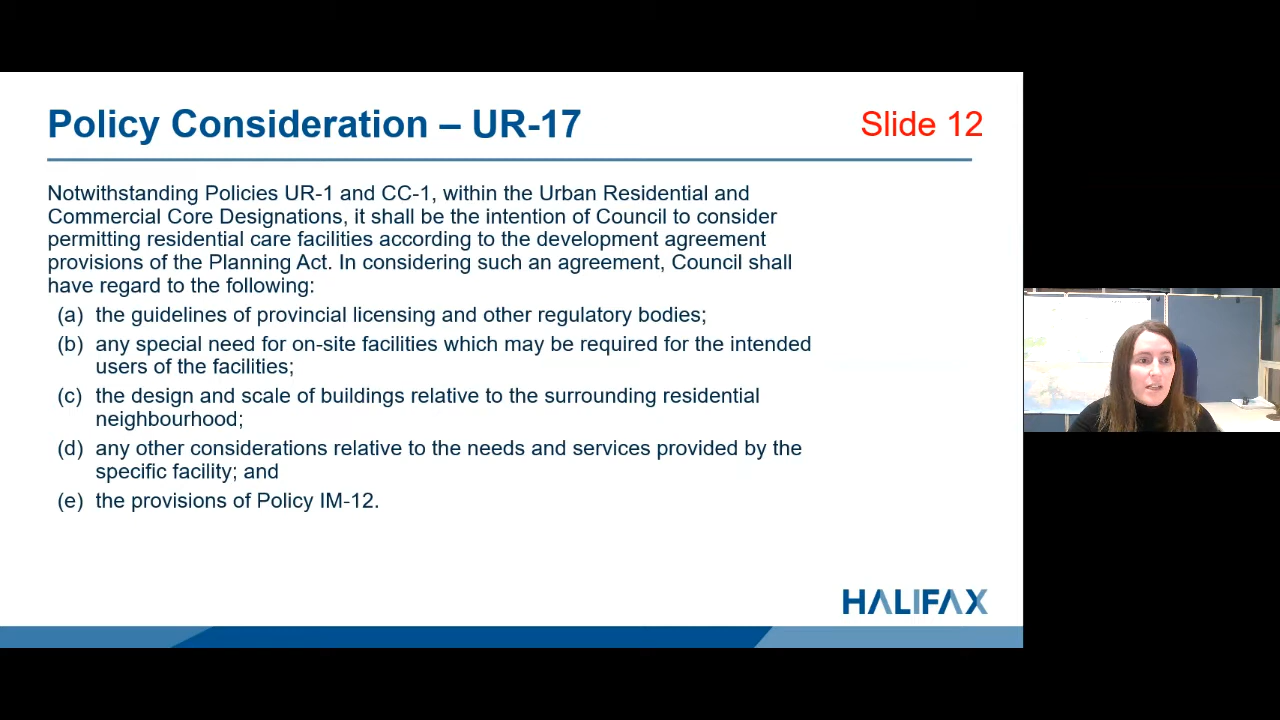 Policy Consideration – UR-17
Slide 12
Notwithstanding Policies UR-1 and CC-1, within the Urban Residential and
Commercial Core Designations, it shall be the intention of Council to consider
permitting residential care facilities according to the development agreement
provisions of the Planning Act. In considering such an agreement, Council shall
have regard to the following:
(a) the guidelines of provincial licensing and other regulatory bodies;
(b) any special need for on-site facilities which may be required for the intended
users of the facilities;
(c) the design and scale of buildings relative to the surrounding residential
neighbourhood;
(d) any other considerations relative to the needs and services provided by the
specific facility; and
(e) the provisions of Policy IM-12.
HALIFAX